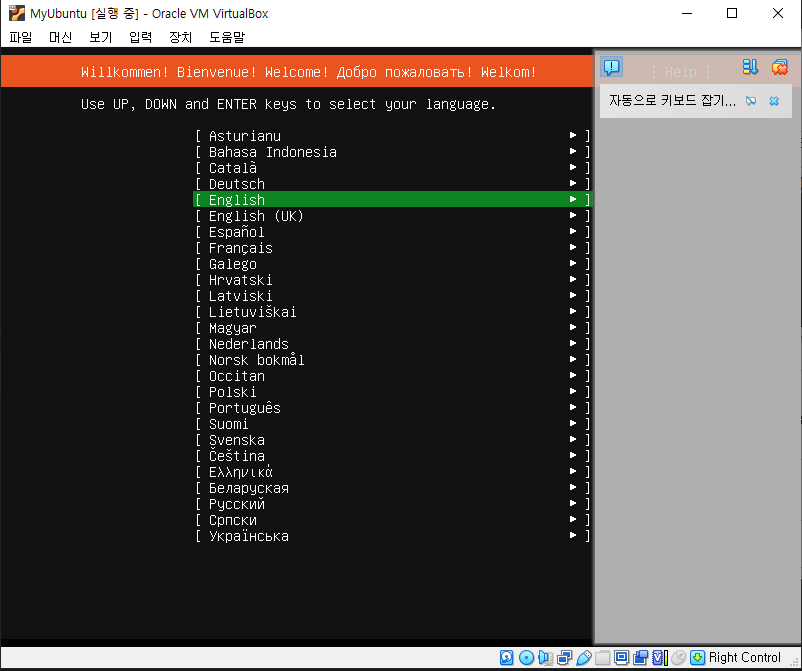 MyUbuntu [실행 중] - Oracle VM VirtualBox
파일 머신 보기 입력 장치 도움말
Willkommen! Bienvenue! Welcome! Добро пожаловать! Welkom! [ Help ]
자동으로 키보드 잡기...
Use UP, DOWN and ENTER keys to select your language.
[ Asturianu ▸ ]
[ Bahasa Indonesia ▸ ]
[ Català ▸ ]
[ Deutsch ▸ ]
[ English ▸ ]
[ English (UK) ▸ ]
[ Español ▸ ]
[ Français ▸ ]
[ Galego ▸ ]
[ Hrvatski ▸ ]
[ Latviski ▸ ]
[ Lietuviškai ▸ ]
[ Magyar ▸ ]
[ Nederlands ▸ ]
[ Norsk bokmål ▸ ]
[ Occitan ▸ ]
[ Polski ▸ ]
[ Português ▸ ]
[ Suomi ▸ ]
[ Svenska ▸ ]
[ Čeština ▸ ]
[ Ελληνικά ▸ ]
[ Беларуская ▸ ]
[ Русский ▸ ]
[ Српски ▸ ]
[ Українська ▸ ]
Right Control